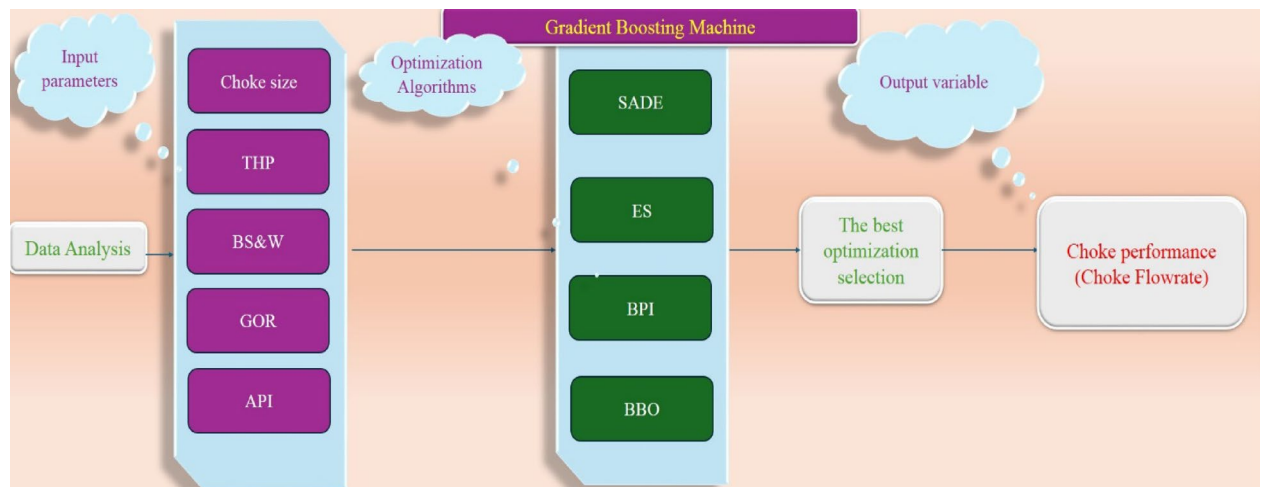 Gradient Boosting Machine
Input
parameters
Choke size
THP
BS&W
GOR
API
Data Analysis
Optimization
Algorithms
SADE
ES
BPI
BBO
The best
optimization
selection
Output variable
Choke performance
(Choke Flowrate)